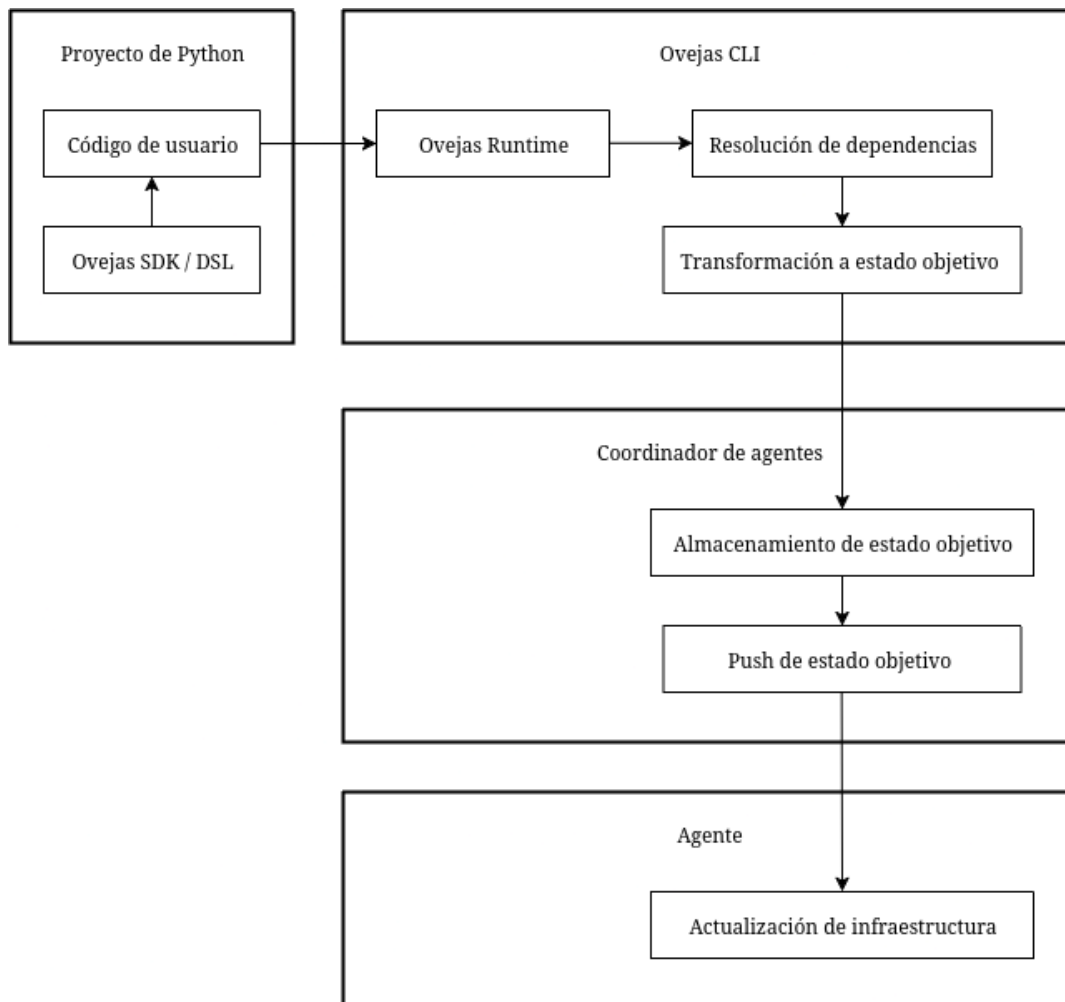 Proyecto de Python
Código de usuario
Ovejas SDK / DSL
Ovejas CLI
Ovejas Runtime
Resolución de dependencias
Transformación a estado objetivo
Coordinador de agentes
Almacenamiento de estado objetivo
Push de estado objetivo
Agente
Actualización de infraestructura